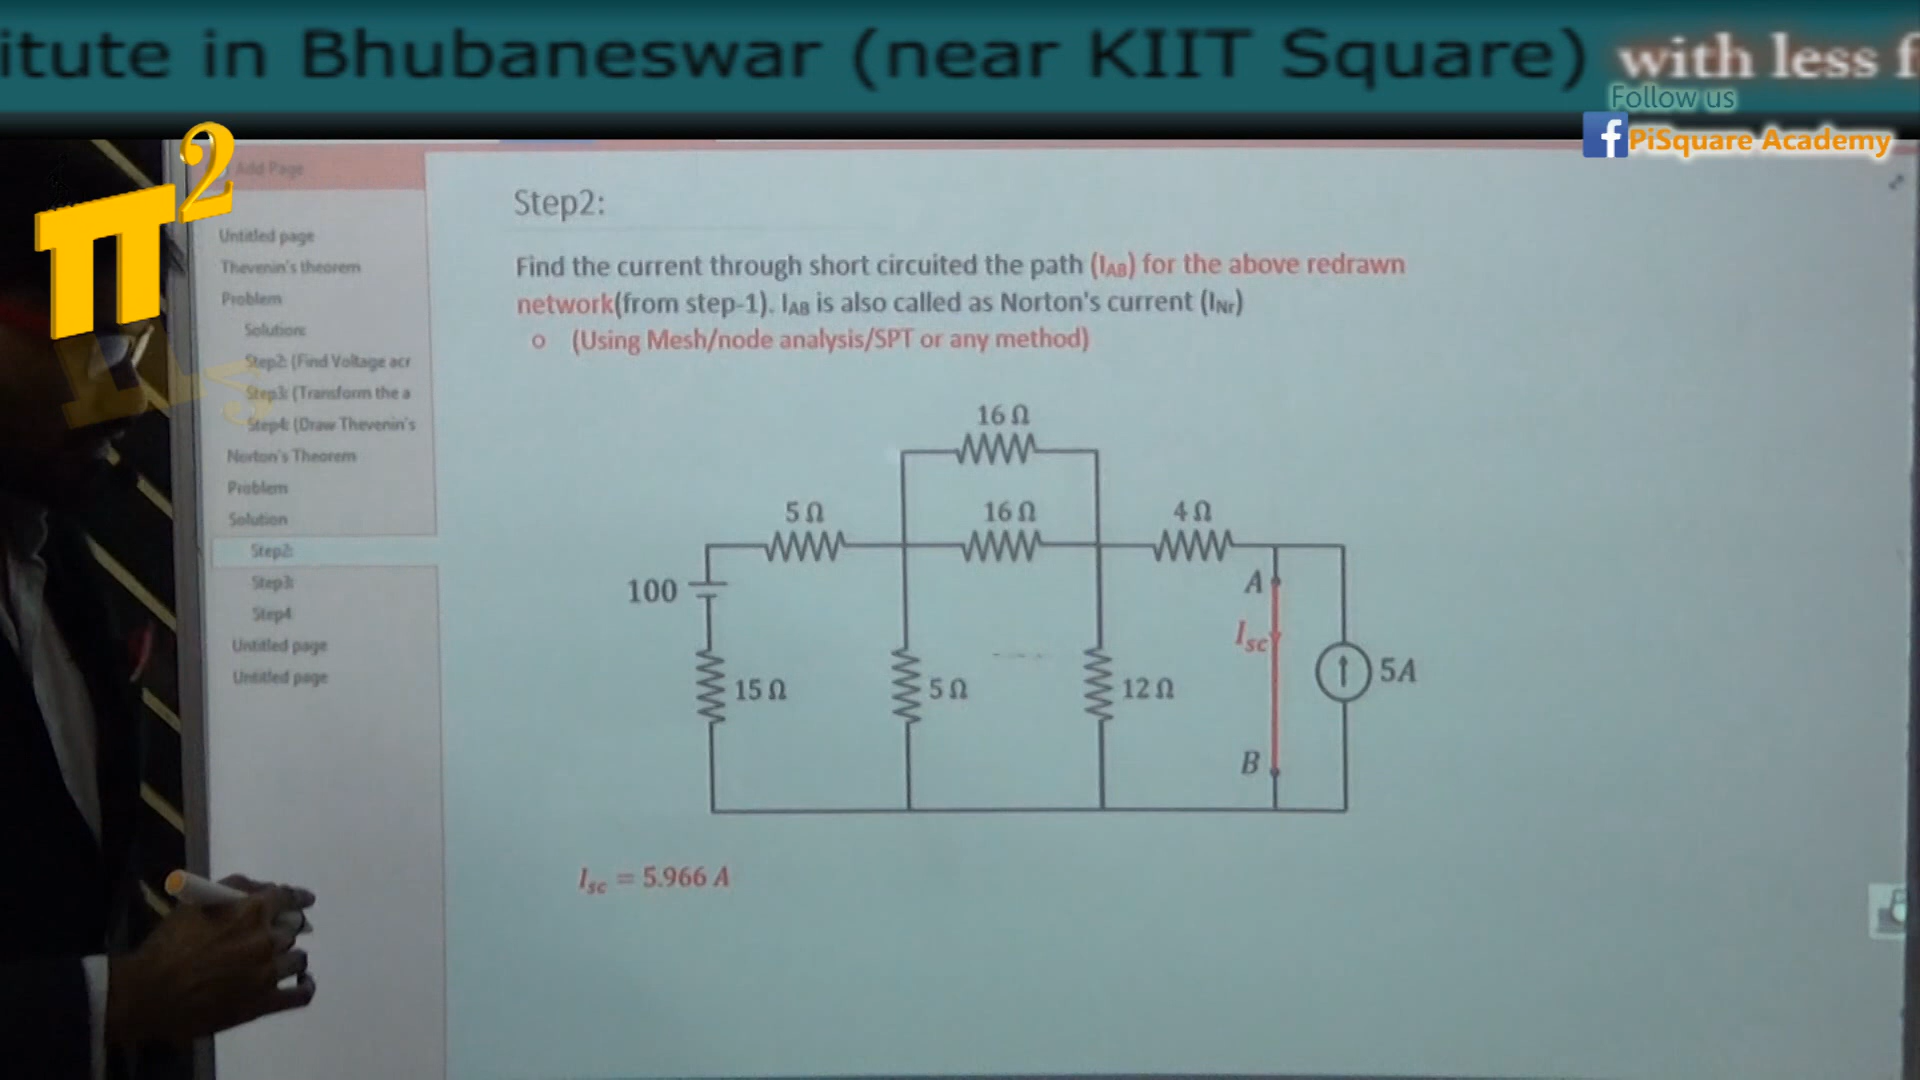 itute in Bhubaneswar (near KIIT Square) with less f
Follow us
f PiSquare Academy
π²
Add Page
Untitled page
Thevenin's theorem
Problem
Solution:
Step2: (Find Voltage acr
Step3: (Transform the a
Step4: (Draw Thevenin's
Norton's Theorem
Problem
Solution
Step2:
Step3:
Step4
Untitled page
Untitled page
Step2:
Find the current through short circuited the path (I_AB) for the above redrawn
network(from step-1). I_AB is also called as Norton's current (I_Nr)
o (Using Mesh/node analysis/SPT or any method)
16 Ω
5 Ω 16 Ω 4 Ω
100
A
I_sc
15 Ω 5 Ω 12 Ω 5A
B
I_sc = 5.966 A